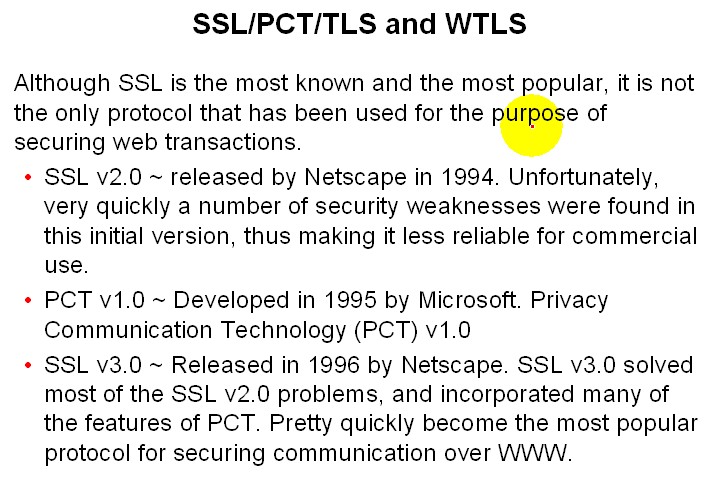 SSL/PCT/TLS and WTLS
Although SSL is the most known and the most popular, it is not
the only protocol that has been used for the purpose of
securing web transactions.
• SSL v2.0 ~ released by Netscape in 1994. Unfortunately,
very quickly a number of security weaknesses were found in
this initial version, thus making it less reliable for commercial
use.
• PCT v1.0 ~ Developed in 1995 by Microsoft. Privacy
Communication Technology (PCT) v1.0
• SSL v3.0 ~ Released in 1996 by Netscape. SSL v3.0 solved
most of the SSL v2.0 problems, and incorporated many of
the features of PCT. Pretty quickly become the most popular
protocol for securing communication over WWW.